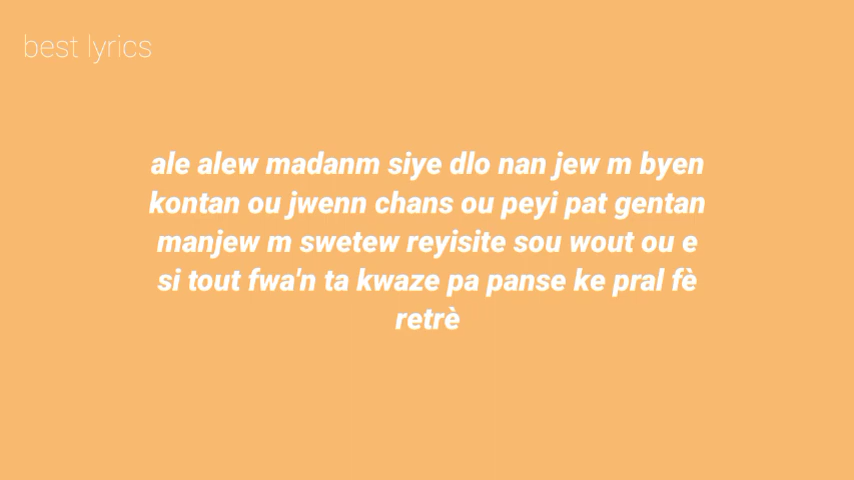 best lyrics
ale alew madanm siye dlo nan jew m byen
kontan ou jwenn chans ou peyi pat gentan
manjew m swetew reyisite sou wout ou e
si tout fwa'n ta kwaze pa panse ke pral fè
retrè